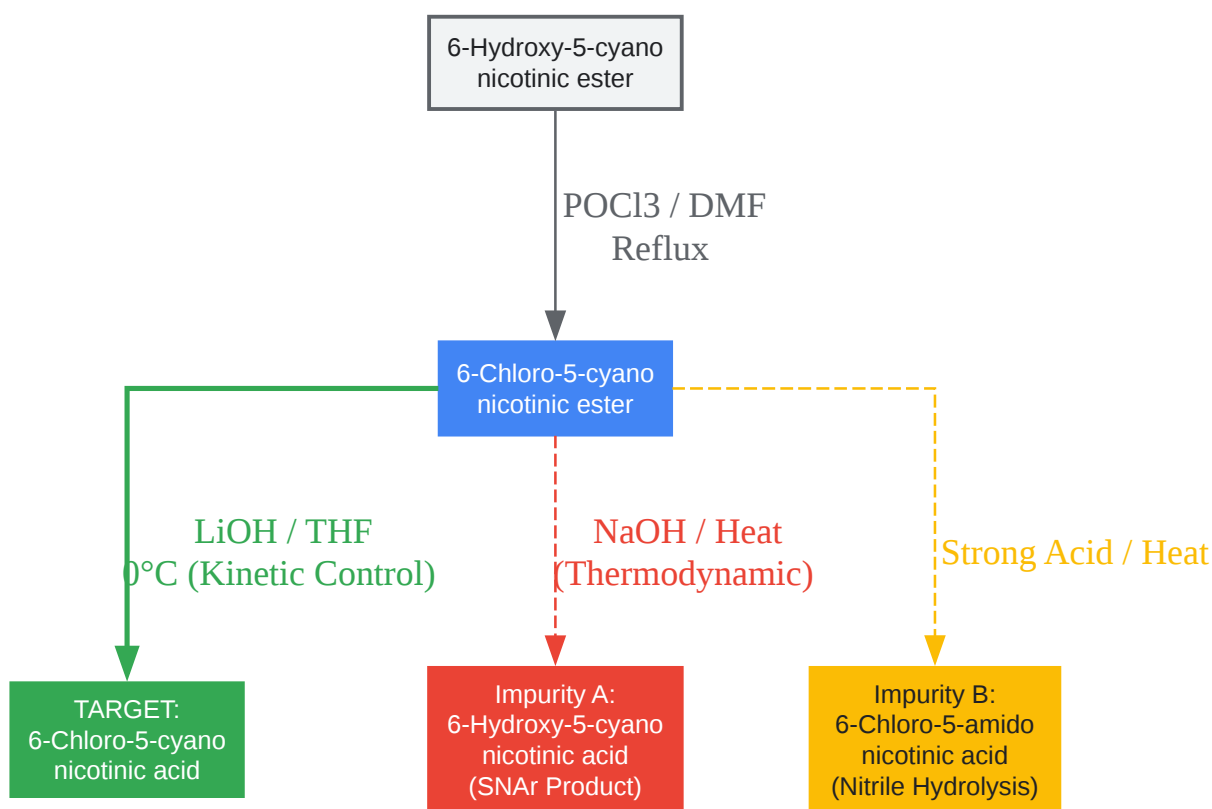 6-Hydroxy-5-cyano
nicotinic ester
POCl3 / DMF
Reflux
6-Chloro-5-cyano
nicotinic ester
LiOH / THF
0°C (Kinetic Control)
NaOH / Heat
(Thermodynamic)
Strong Acid / Heat
TARGET:
6-Chloro-5-cyano
nicotinic acid
Impurity A:
6-Hydroxy-5-cyano
nicotinic acid
(SNAr Product)
Impurity B:
6-Chloro-5-amido
nicotinic acid
(Nitrile Hydrolysis)